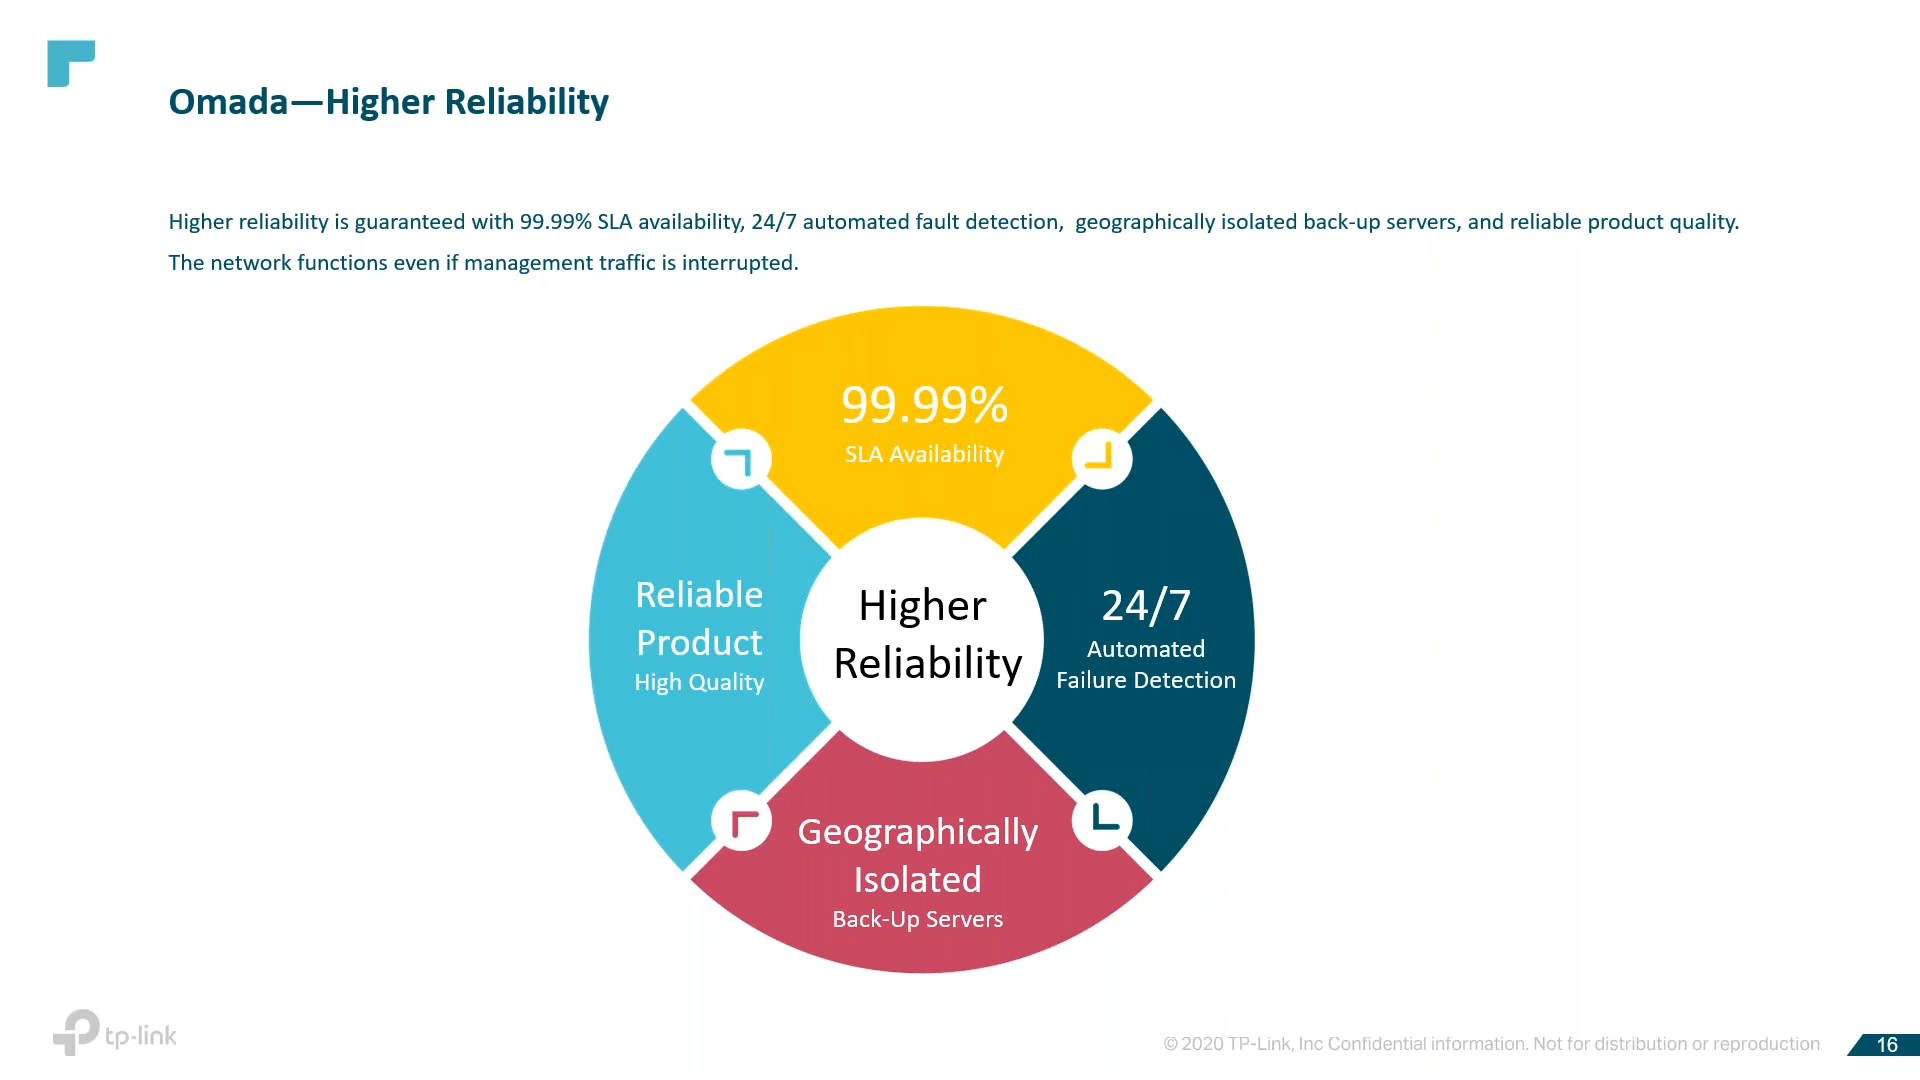 Omada—Higher Reliability
Higher reliability is guaranteed with 99.99% SLA availability, 24/7 automated fault detection,  geographically isolated back-up servers, and reliable product quality.
The network functions even if management traffic is interrupted.
99.99%
SLA Availability
Reliable
Product
High Quality
Higher
Reliability
24/7
Automated
Failure Detection
Geographically
Isolated
Back-Up Servers
tp-link
© 2020 TP-Link, Inc Confidential information. Not for distribution or reproduction.
16